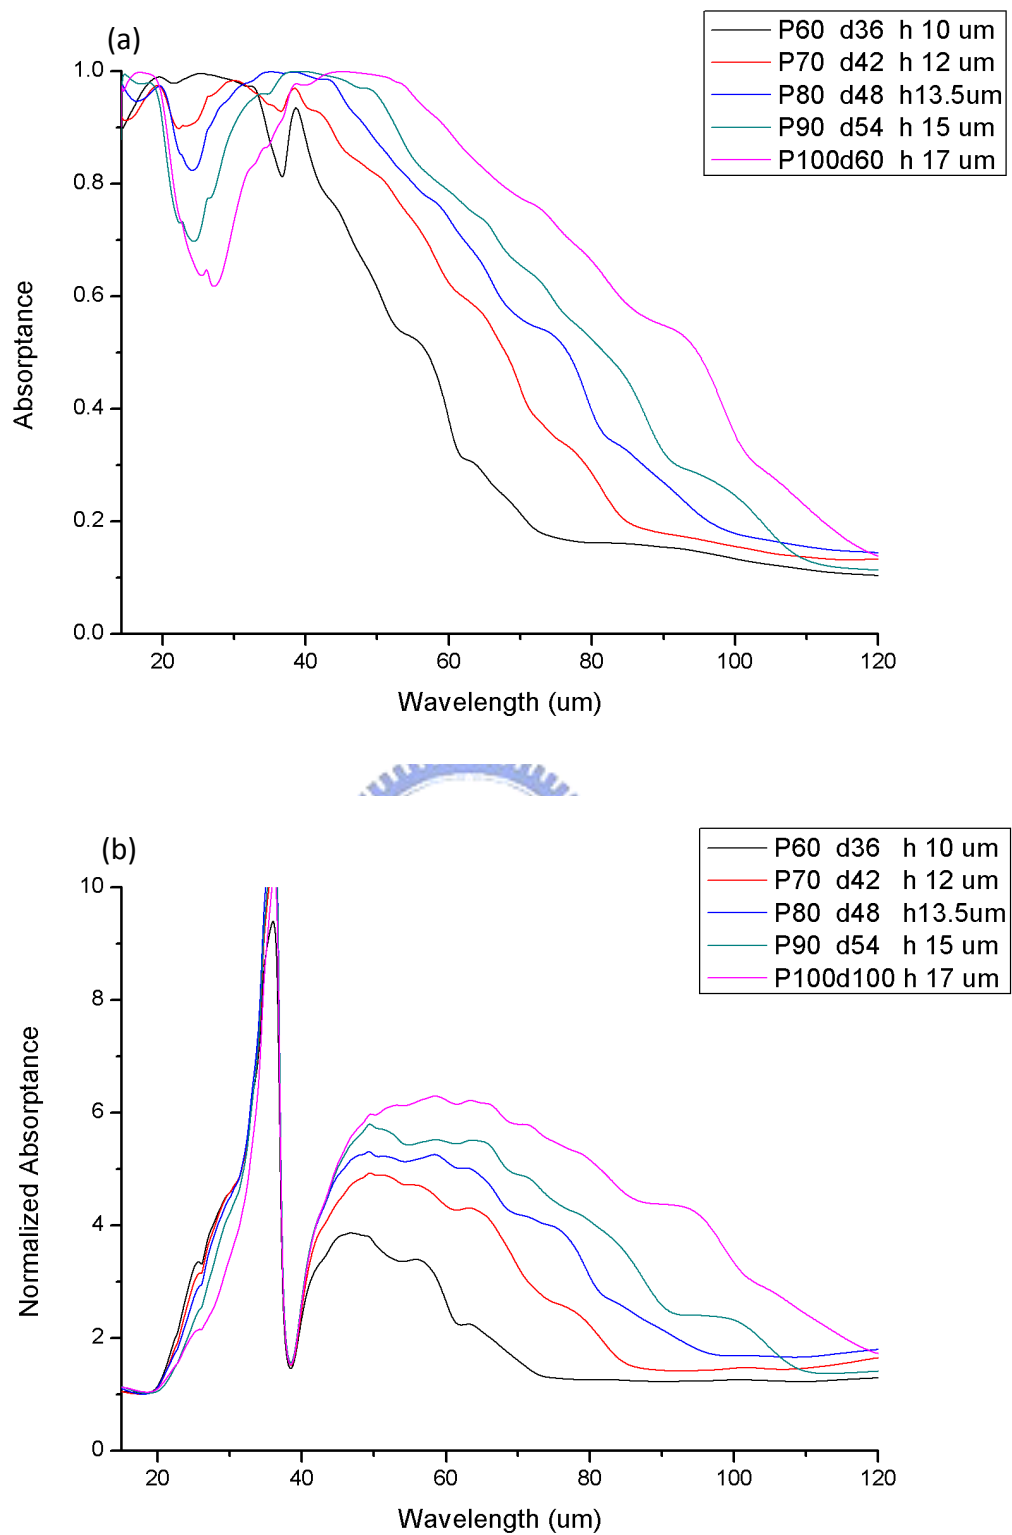 (a)
P60 d36 h 10 um
P70 d42 h 12 um
P80 d48 h13.5um
P90 d54 h 15 um
P100d60 h 17 um
1.0
0.8
0.6
0.4
0.2
0.0
Absorptance
20 40 60 80 100 120
Wavelength (um)
(b)
P60 d36 h 10 um
P70 d42 h 12 um
P80 d48 h13.5um
P90 d54 h 15 um
P100d100 h 17 um
10
8
6
4
2
0
Normalized Absorptance
20 40 60 80 100 120
Wavelength (um)